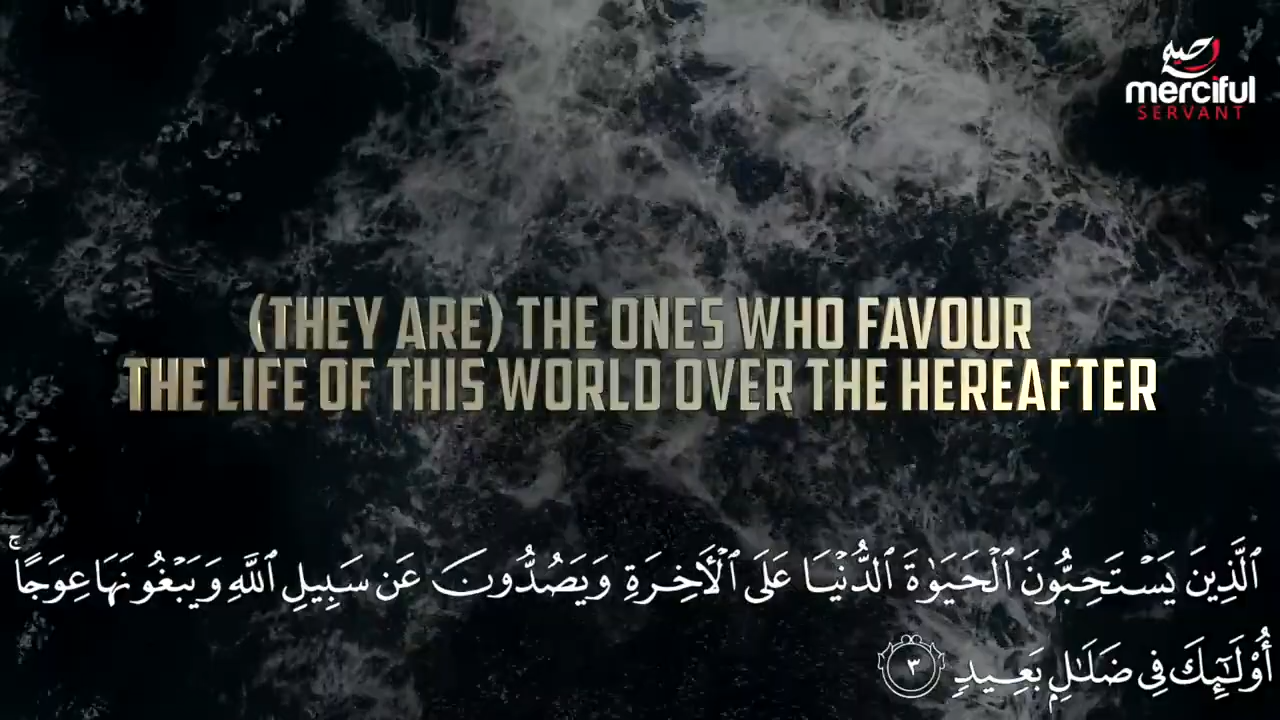 merciful
SERVANT
(THEY ARE) THE ONES WHO FAVOUR
THE LIFE OF THIS WORLD OVER THE HEREAFTER
ٱلَّذِينَ يَسْتَحِبُّونَ ٱلْحَيَوٰةَ ٱلدُّنْيَا عَلَى ٱلْـَٔاخِرَةِ وَيَصُدُّونَ عَن سَبِيلِ ٱللَّهِ وَيَبْغُونَهَا عِوَجًا ۚ
أُو۟لَـٰٓئِكَ فِى ضَلَـٰلٍۭ بَعِيدٍ ٣